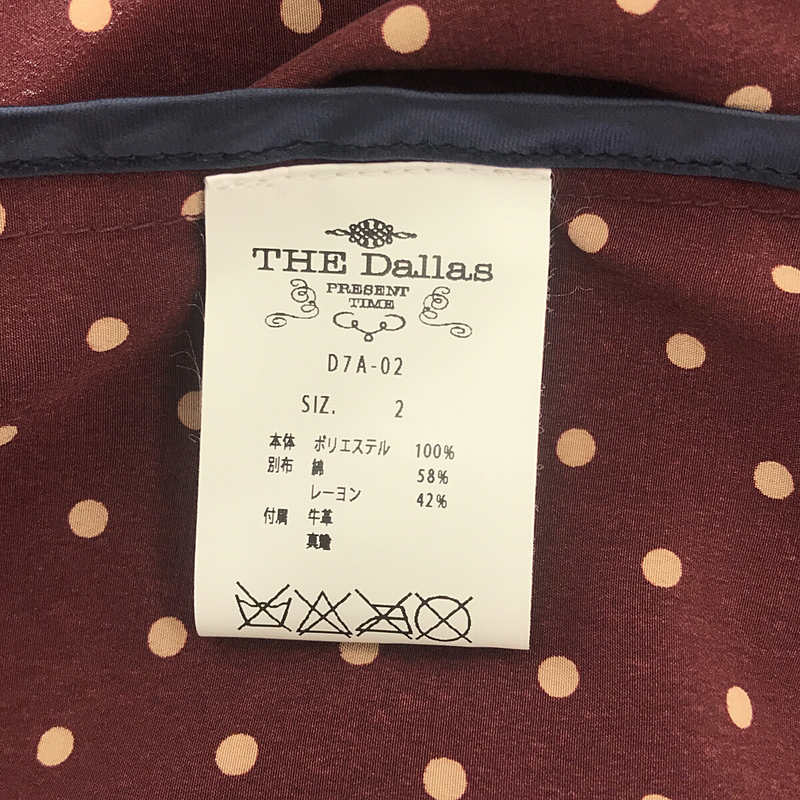 THE Dallas
PRESENT
TIME
D7A-02
SIZ. 2
本体 ポリエステル 100%
別布 綿 58%
レーヨン 42%
付属 牛革
真鍮